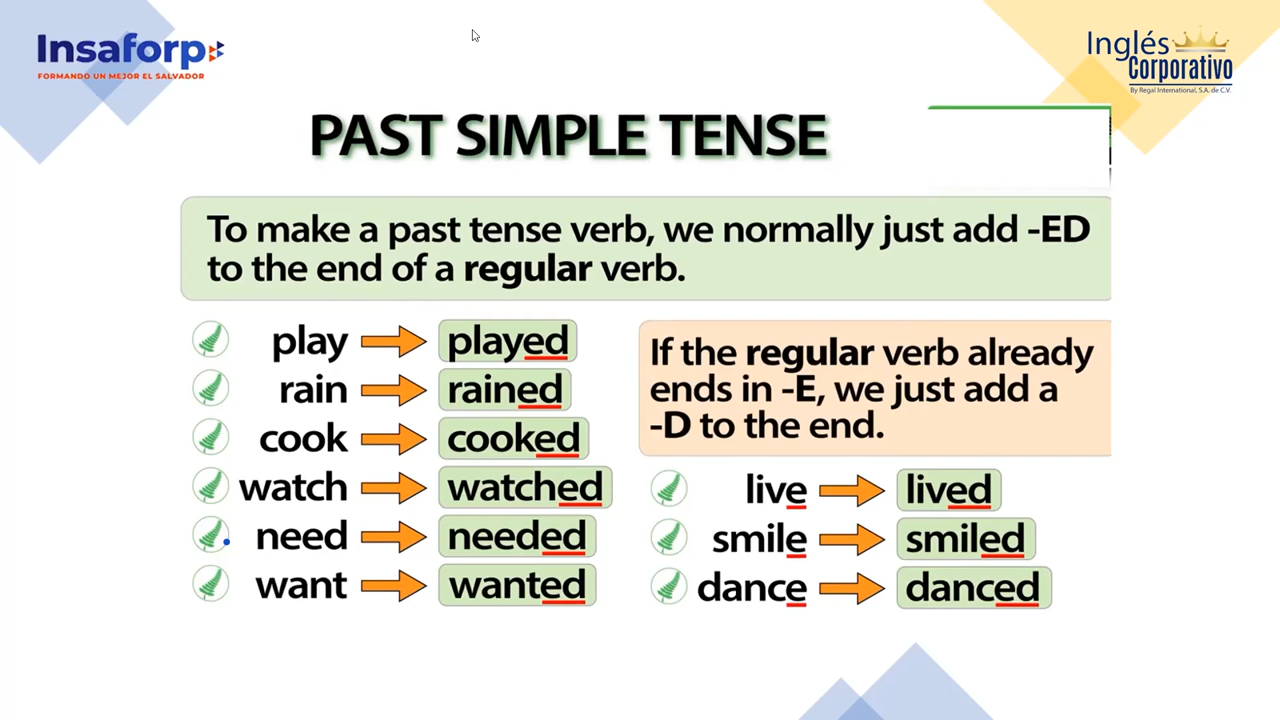 Insaforp
FORMANDO UN MEJOR EL SALVADOR
Inglés
Corporativo
By Regal International, S.A. de C.V.
PAST SIMPLE TENSE
To make a past tense verb, we normally just add -ED
to the end of a regular verb.
play played
rain rained
cook cooked
watch watched
need needed
want wanted
If the regular verb already
ends in -E, we just add a
-D to the end.
live lived
smile smiled
dance danced